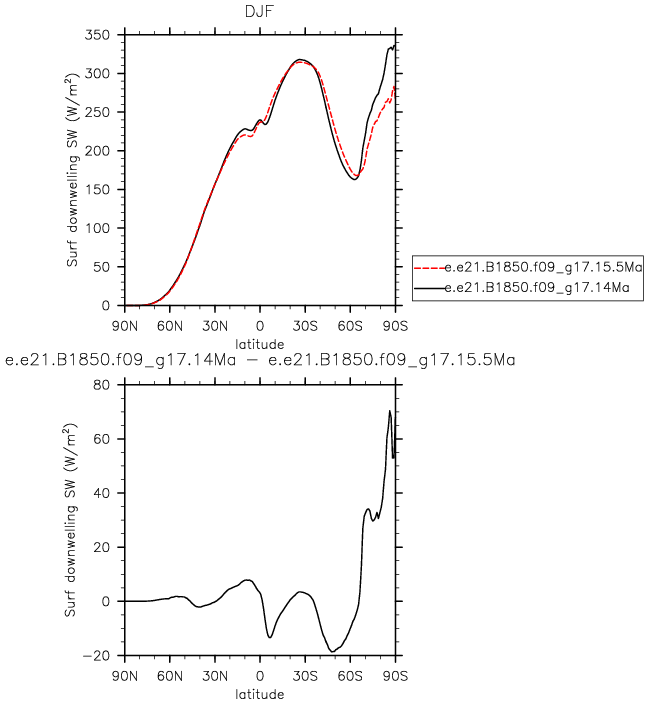 DJF
350
300
250
200
150
100
50
0
Surf downwelling SW (W/m²)
90N 60N 30N 0 30S 60S 90S
latitude
e.e21.B1850.f09_g17.15.5Ma
e.e21.B1850.f09_g17.14Ma
e.e21.B1850.f09_g17.14Ma – e.e21.B1850.f09_g17.15.5Ma
80
60
40
20
0
–20
Surf downwelling SW (W/m²)
90N 60N 30N 0 30S 60S 90S
latitude